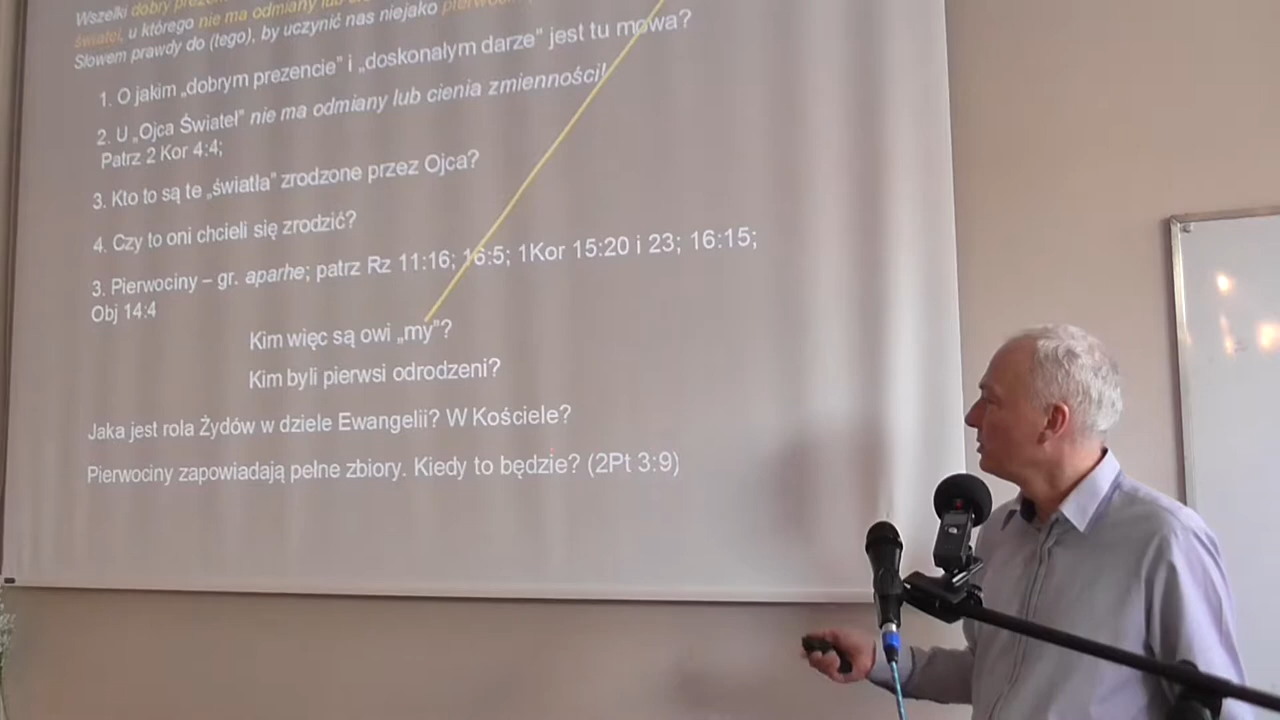 Wszelki dobry
światel, u którego nie ma odmiany lub
Słowem prawdy do (tego), by uczynić nas niejako
1. O jakim „dobrym prezencie” i „doskonałym darze” jest tu mowa?
2. U „Ojca Świateł” nie ma odmiany lub cienia zmienności!
Patrz 2 Kor 4:4;
3. Kto to są te „światła” zrodzone przez Ojca?
4. Czy to oni chcieli się zrodzić?
3. Pierwociny – gr. aparhe; patrz Rz 11:16; 16:5; 1Kor 15:20 i 23; 16:15;
Obj 14:4
Kim więc są owi „my”?
Kim byli pierwsi odrodzeni?
Jaka jest rola Żydów w dziele Ewangelii? W Kościele?
Pierwociny zapowiadają pełne zbiory. Kiedy to będzie? (2Pt 3:9)